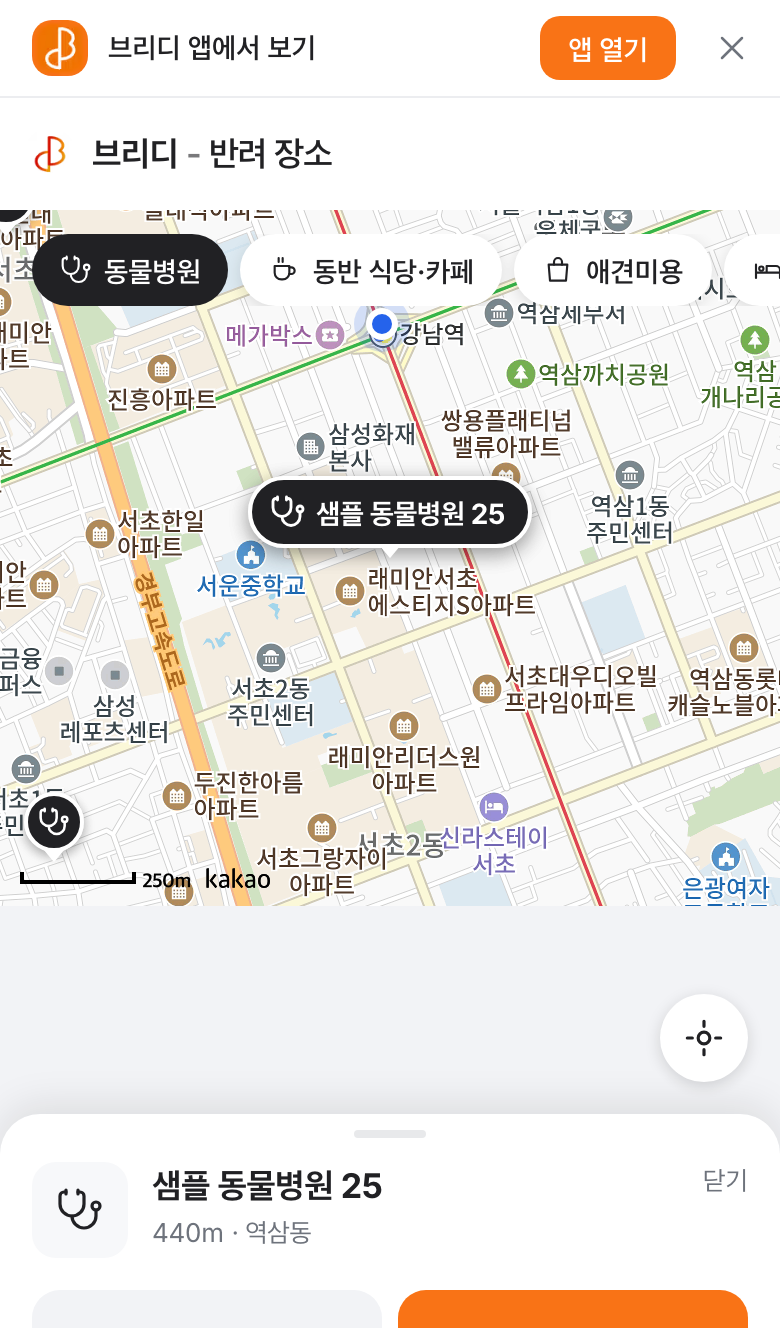 브리디 앱에서 보기
앱 열기
브리디 - 반려 장소
동물병원
동반 식당·카페
애견미용
메가박스
강남역
역삼세무서
진흥아파트
역삼까치공원
삼성화재
본사
쌍용플래티넘
밸류아파트
샘플 동물병원 25
역삼1동
주민센터
서초한일
아파트
서운중학교
래미안서초
에스티지S아파트
경부고속도로
서초2동
주민센터
서초대우디오빌
프라임아파트
삼성
레포츠센터
래미안리더스원
아파트
두진한아름
아파트
서초2동
신라스테이
서초
서초그랑자이
아파트
250m
kakao
은광여자
샘플 동물병원 25
닫기
440m · 역삼동